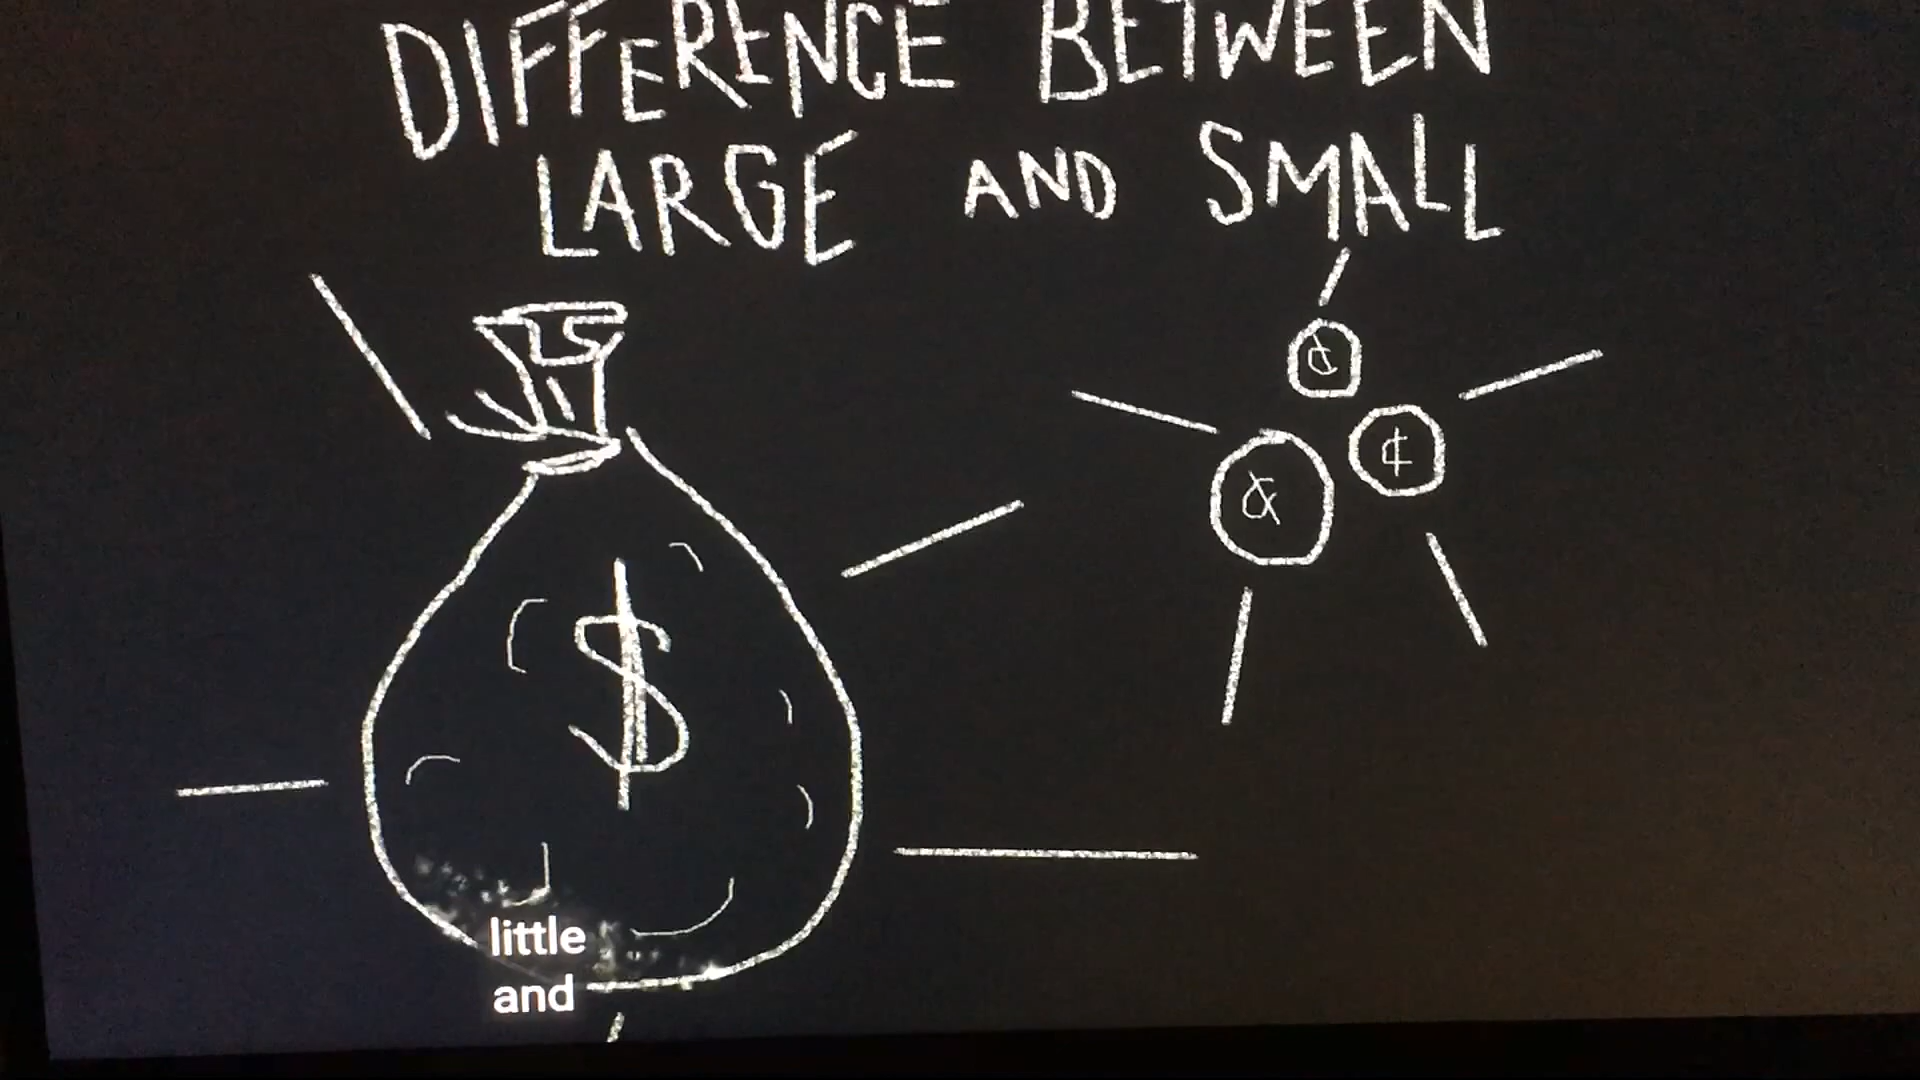 DIFFERENCE BETWEEN
LARGE AND SMALL
¢
¢
¢
$
little
and